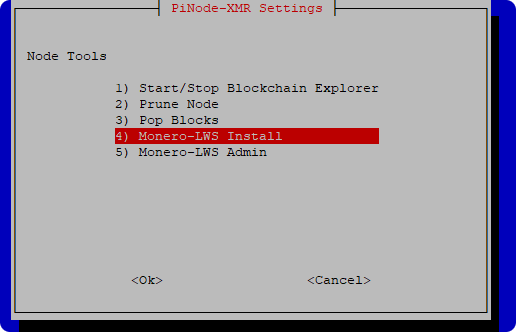 PiNode-XMR Settings
Node Tools
1) Start/Stop Blockchain Explorer
2) Prune Node
3) Pop Blocks
4) Monero-LWS Install
5) Monero-LWS Admin
<Ok> <Cancel>